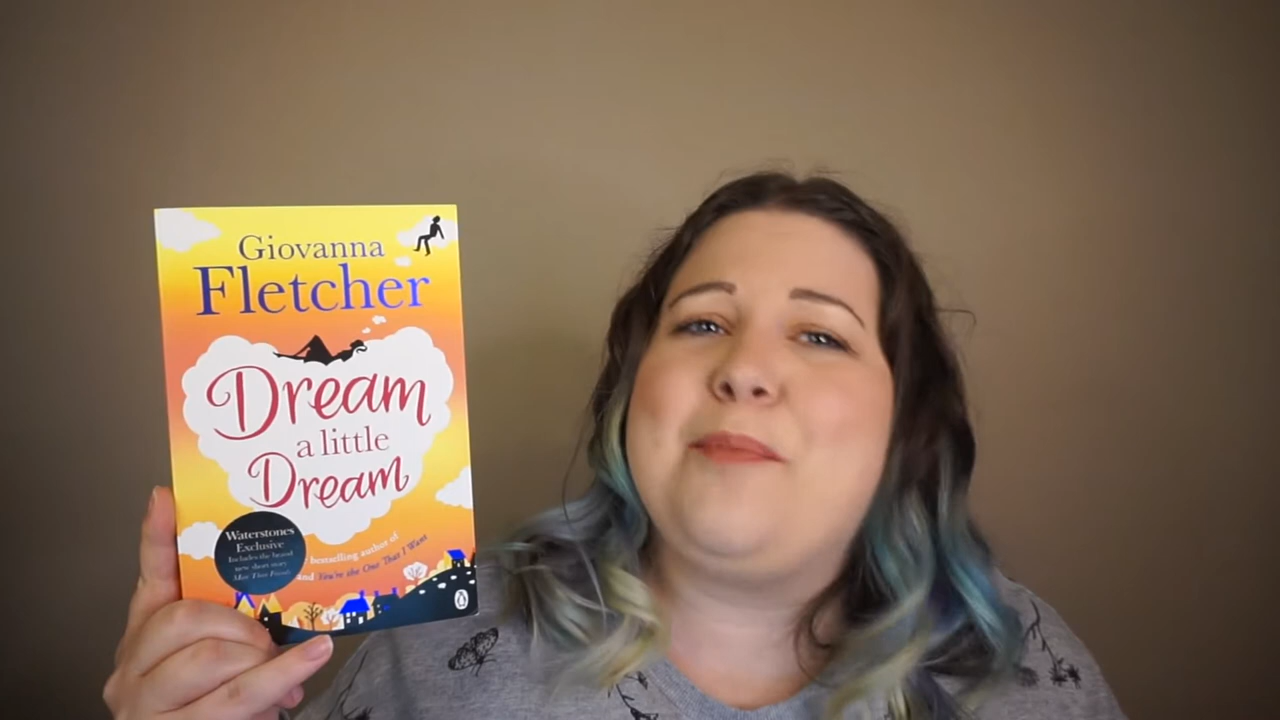 Giovanna
Fletcher
Dream
a little
Dream
Waterstones
Exclusive
Includes the brand
new short story
bestselling author of
and You're the One That I Want